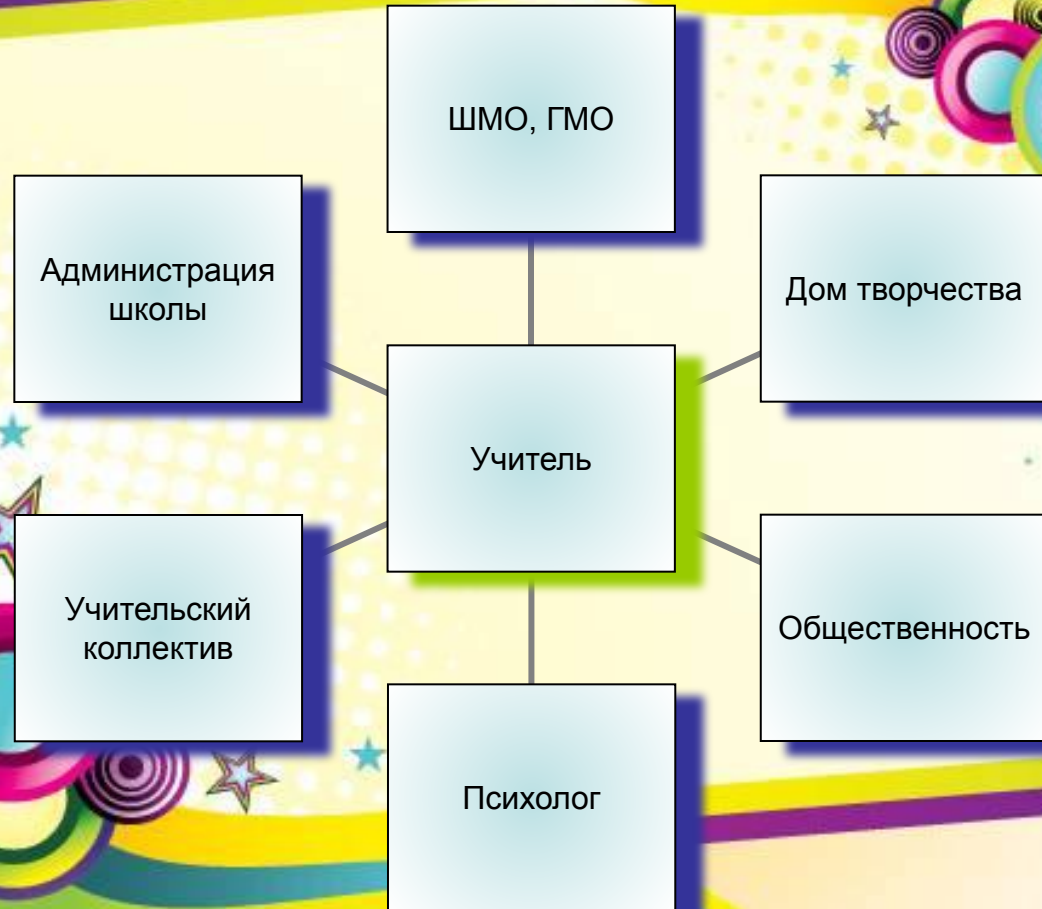 ШМО, ГМО
Администрация
школы
Дом творчества
Учитель
Учительский
коллектив
Общественность
Психолог